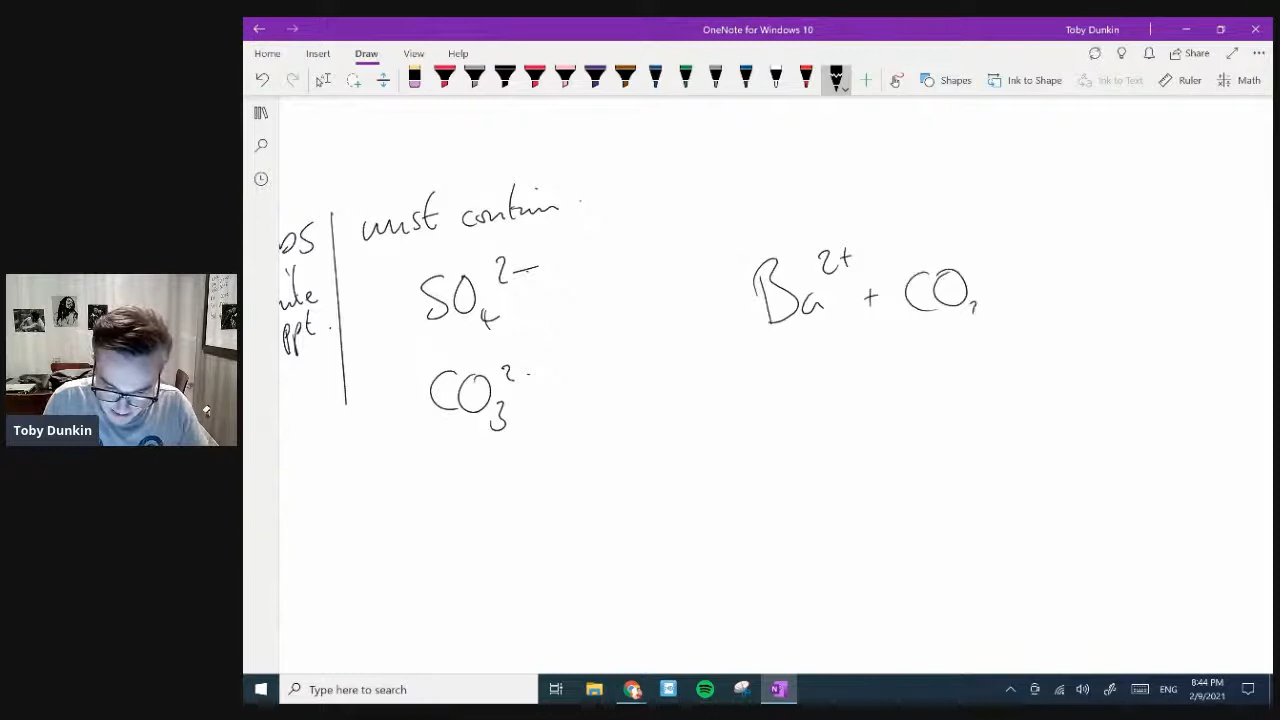 OneNote for Windows 10
Toby Dunkin
Home Insert Draw View Help
Share
Shapes Ink to Shape Ink to Text Ruler Math
must contain
SO4 2-
Ba 2+ + CO
ppt.
CO3 2-
Toby Dunkin
Type here to search
ENG
8:44 PM
2/9/2021